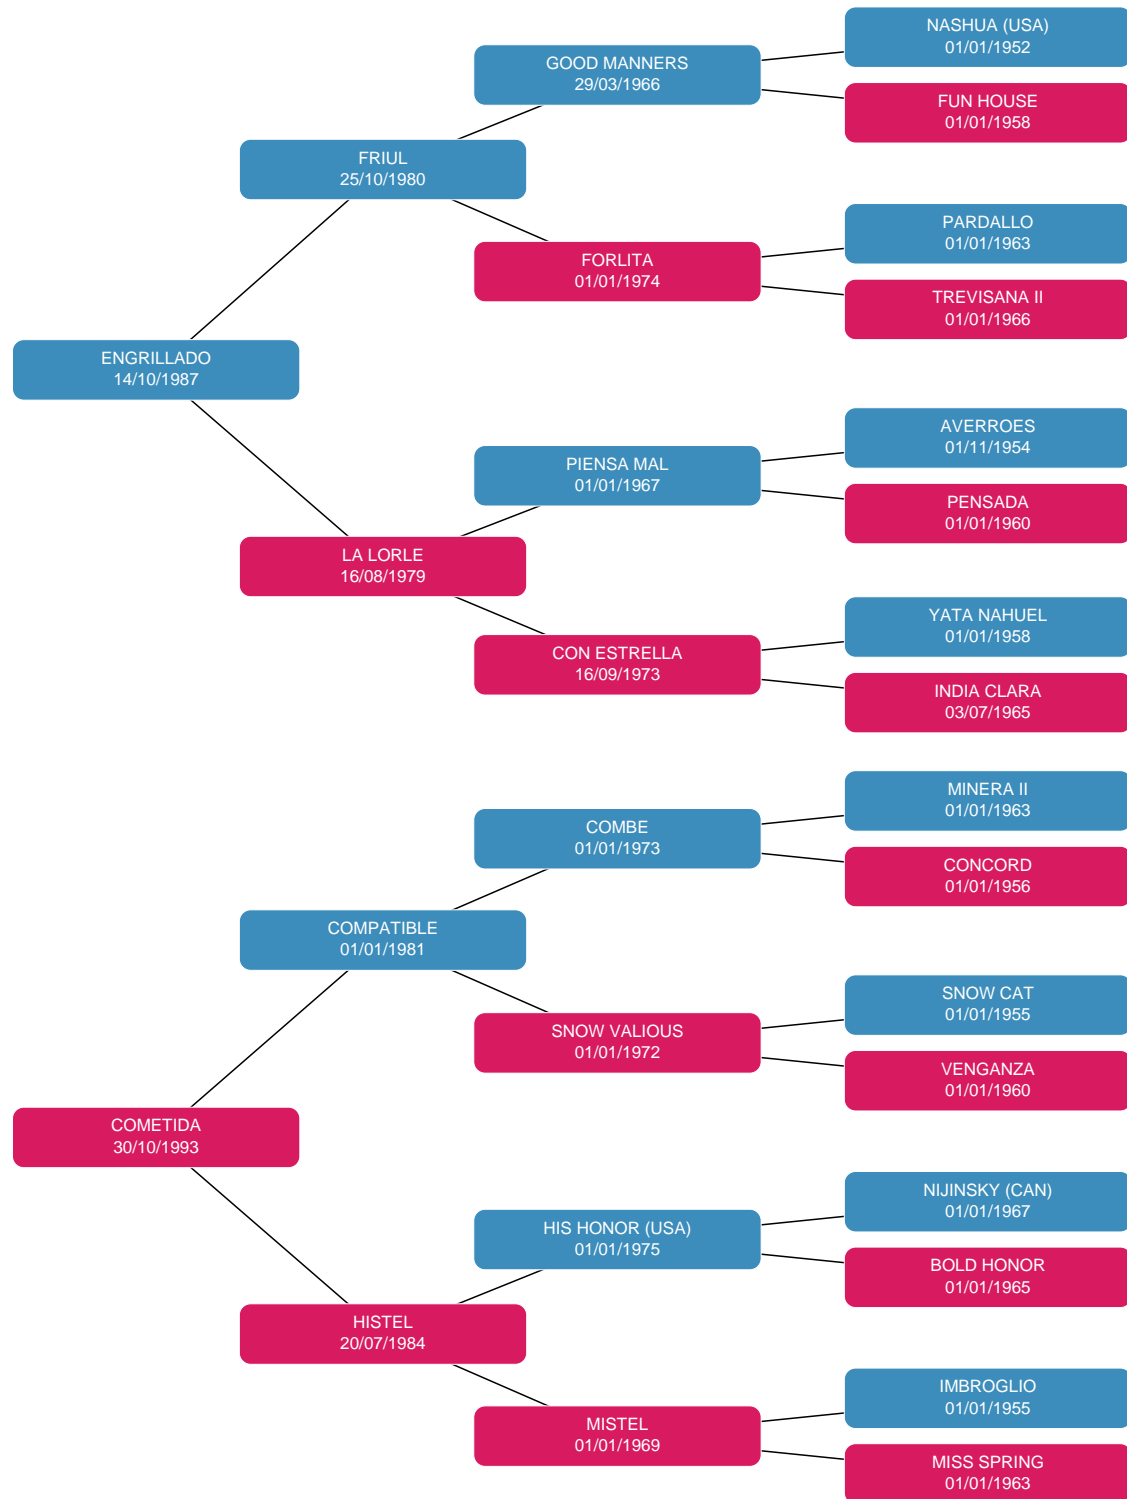 NASHUA (USA)
01/01/1952
GOOD MANNERS
29/03/1966
FUN HOUSE
01/01/1958
FRIUL
25/10/1980
PARDALLO
01/01/1963
FORLITA
01/01/1974
TREVISANA II
01/01/1966
ENGRILLADO
14/10/1987
AVERROES
01/11/1954
PIENSA MAL
01/01/1967
PENSADA
01/01/1960
LA LORLE
16/08/1979
YATA NAHUEL
01/01/1958
CON ESTRELLA
16/09/1973
INDIA CLARA
03/07/1965
MINERA II
01/01/1963
COMBE
01/01/1973
CONCORD
01/01/1956
COMPATIBLE
01/01/1981
SNOW CAT
01/01/1955
SNOW VALIOUS
01/01/1972
VENGANZA
01/01/1960
COMETIDA
30/10/1993
NIJINSKY (CAN)
01/01/1967
HIS HONOR (USA)
01/01/1975
BOLD HONOR
01/01/1965
HISTEL
20/07/1984
IMBROGLIO
01/01/1955
MISTEL
01/01/1969
MISS SPRING
01/01/1963